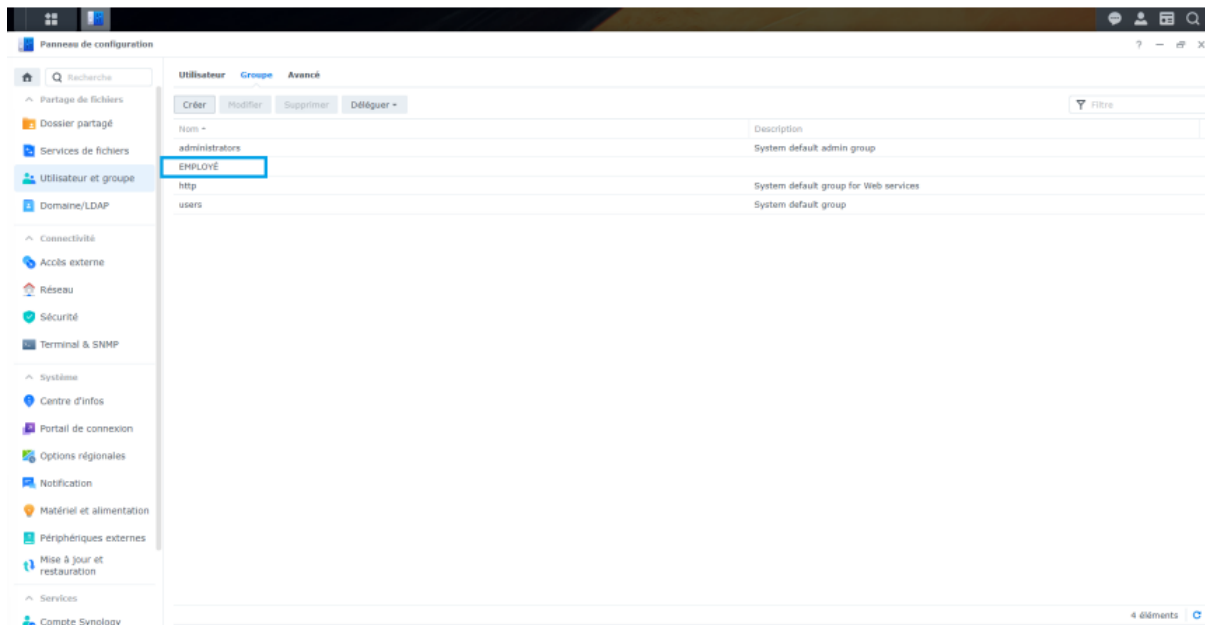 Panneau de configuration
Recherche
Partage de fichiers
Dossier partagé
Services de fichiers
Utilisateur et groupe
Domaine/LDAP
Connectivité
Accès externe
Réseau
Sécurité
Terminal & SNMP
Système
Centre d'infos
Portail de connexion
Options régionales
Notification
Matériel et alimentation
Périphériques externes
Mise à jour et
restauration
Services
Compte Synology
Utilisateur Groupe Avancé
Créer Modifier Supprimer Déléguer Filtre
Nom Description
administrators System default admin group
EMPLOYÉ
http System default group for Web services
users System default group
4 éléments